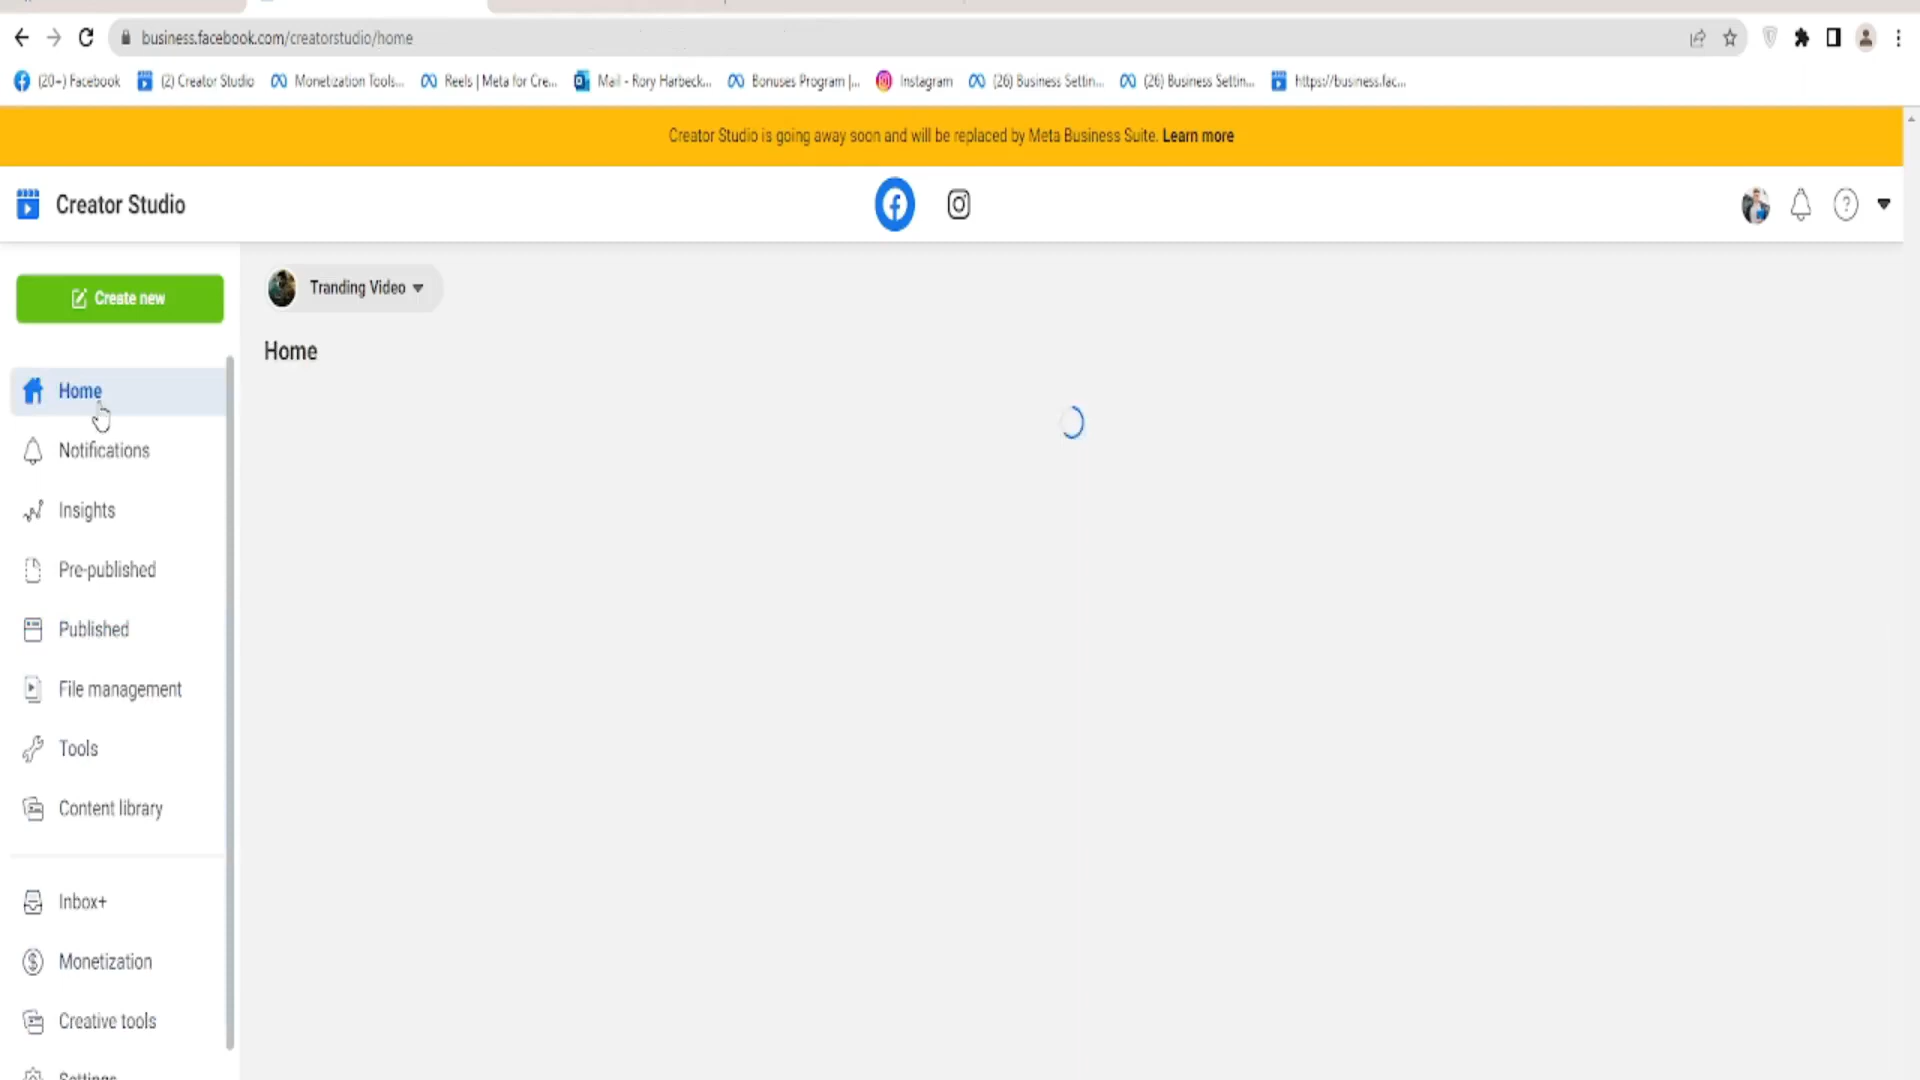 business.facebook.com/creatorstudio/home
(20+) Facebook (2) Creator Studio Monetization Tools... Reels | Meta for Cre... Mail - Rory Harbeck... Bonuses Program |... Instagram (26) Business Settin... (26) Business Settin... https://business.fac...
Creator Studio is going away soon and will be replaced by Meta Business Suite. Learn more
Creator Studio
Create new
Tranding Video
Home
Home
Notifications
Insights
Pre-published
Published
File management
Tools
Content library
Inbox+
Monetization
Creative tools
Settings